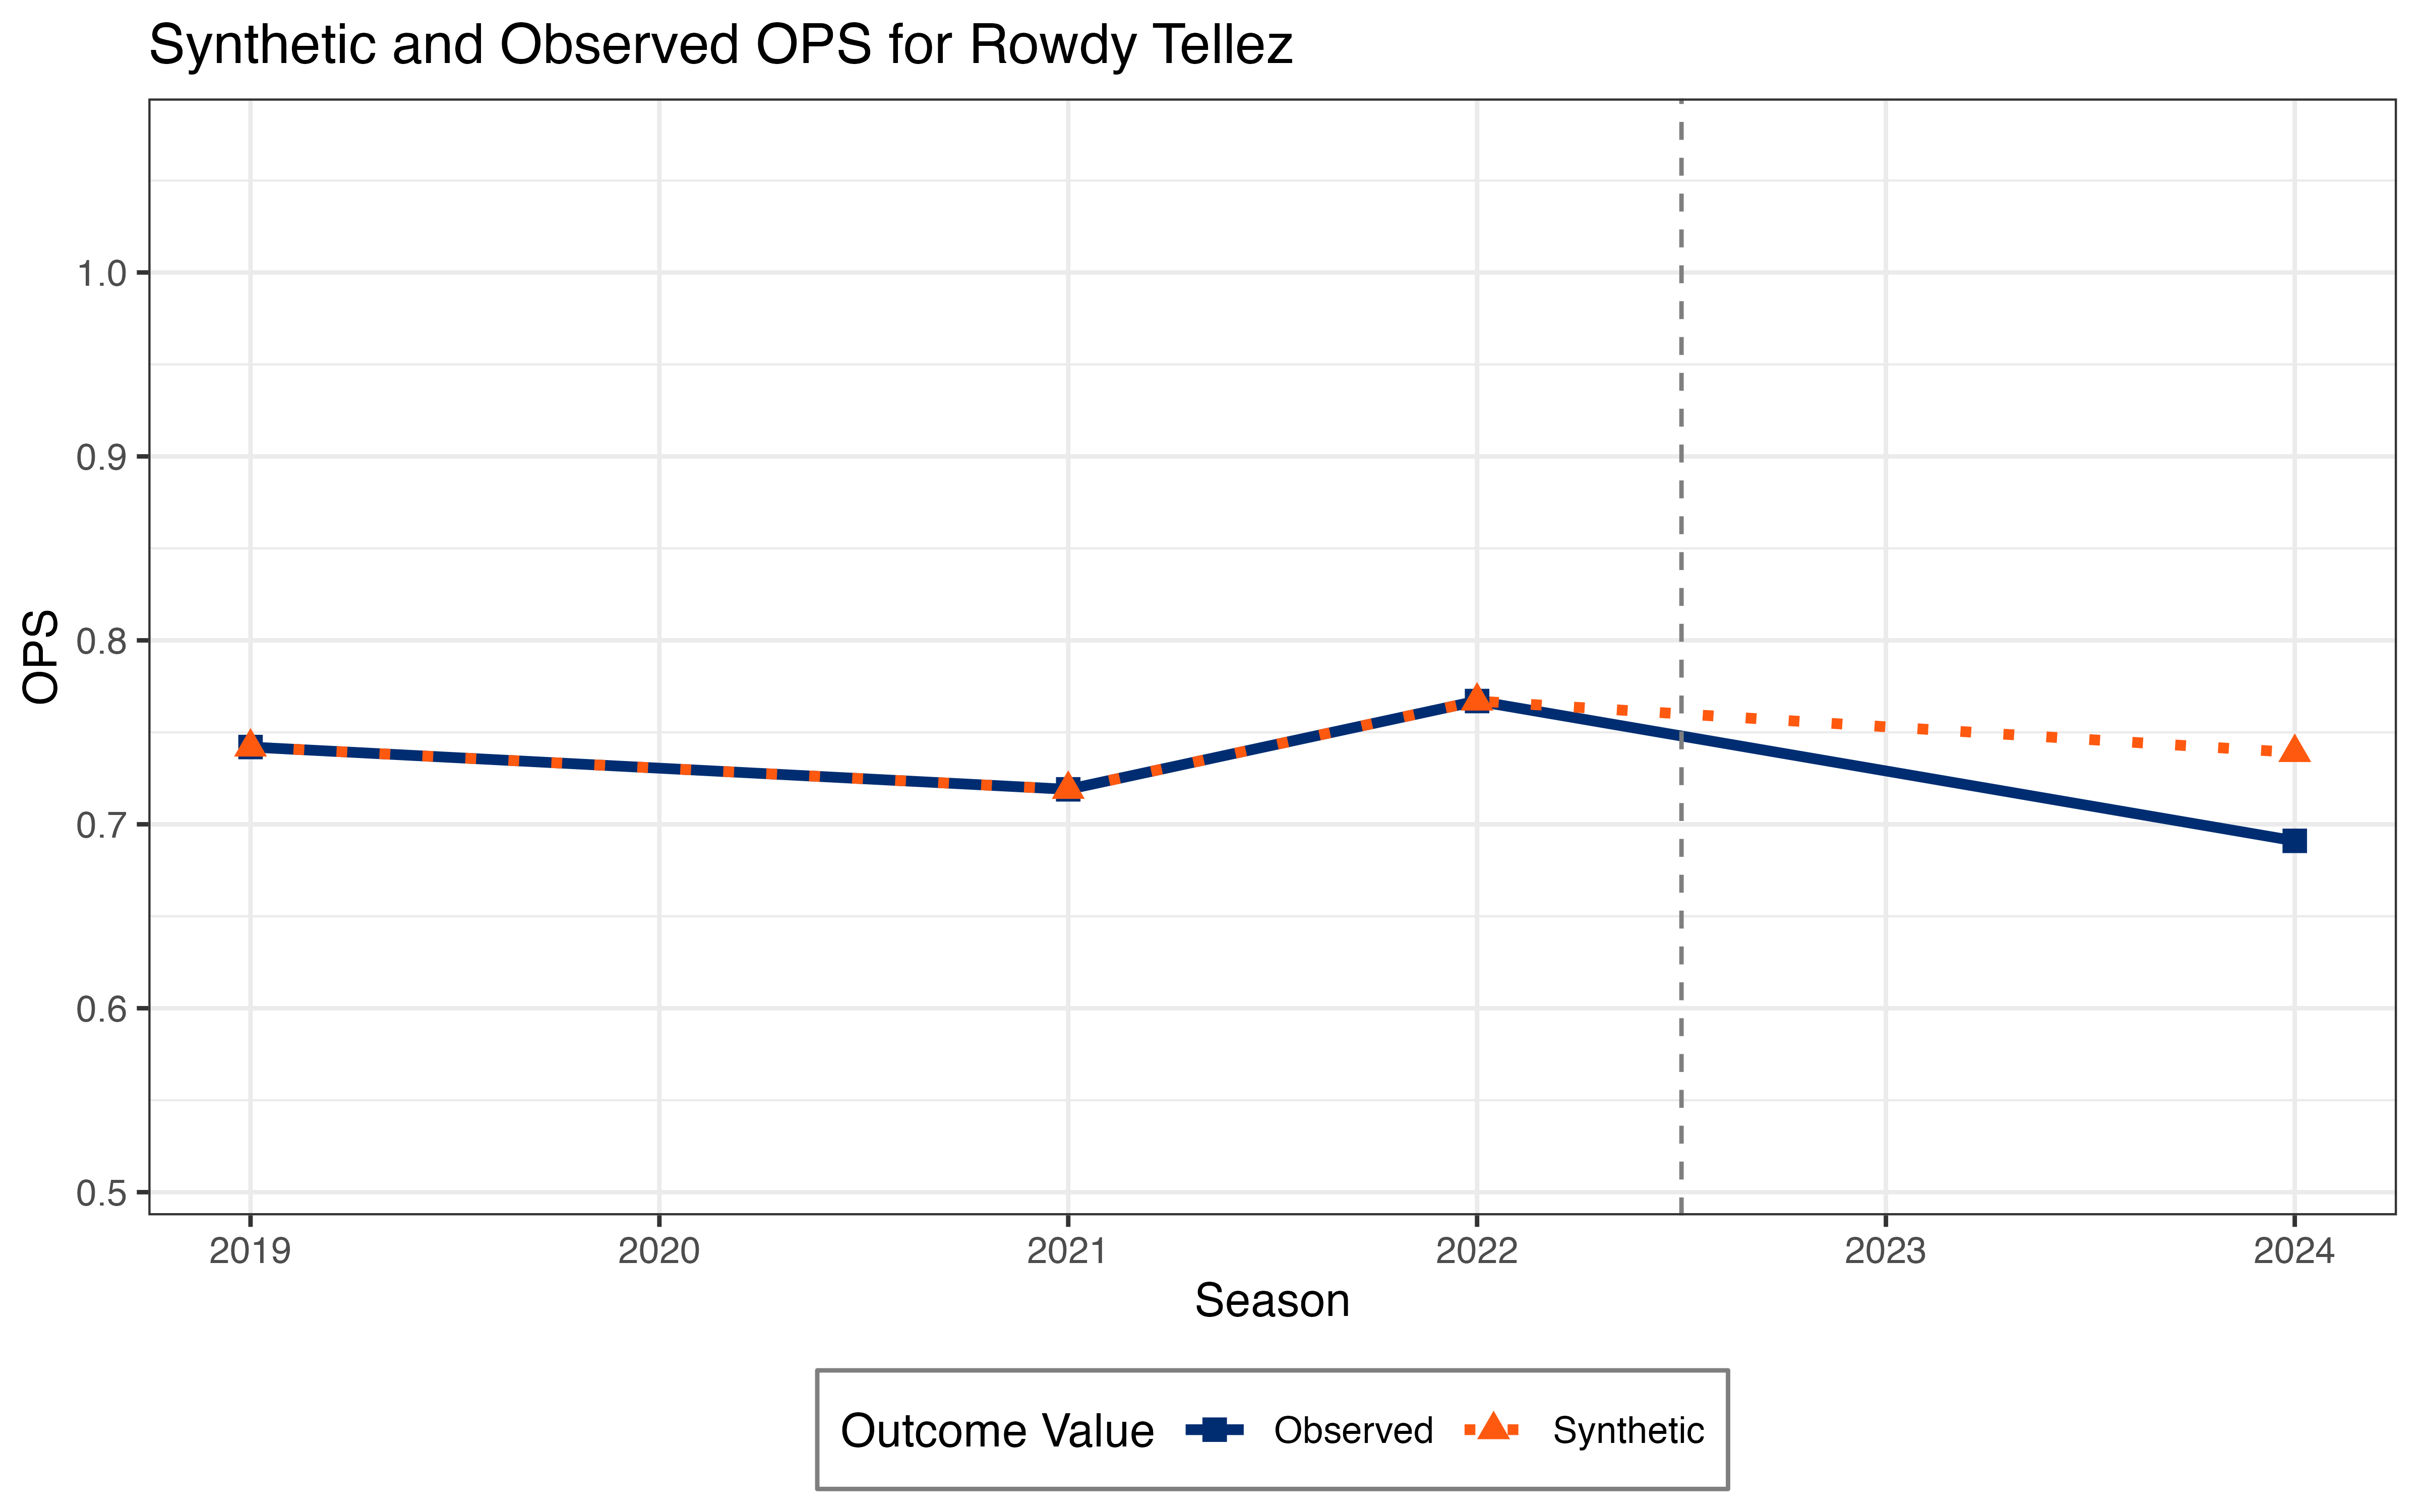 Synthetic and Observed OPS for Rowdy Tellez
OPS
1.0
0.9
0.8
0.7
0.6
0.5
2019 2020 2021 2022 2023 2024
Season
Outcome Value Observed Synthetic